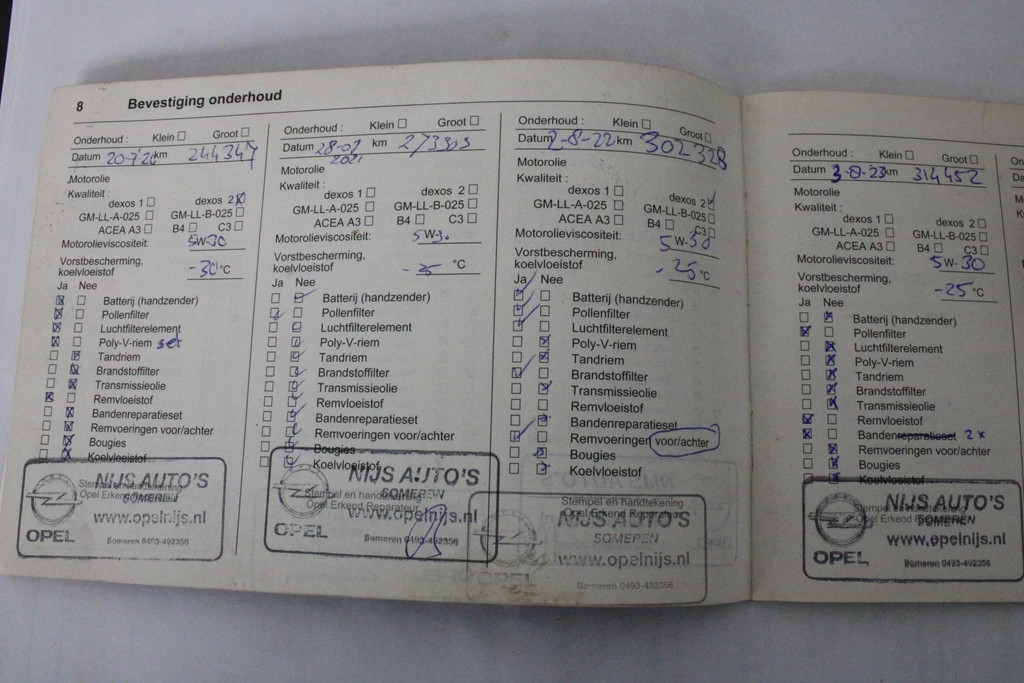 8 Bevestiging onderhoud
Onderhoud : Klein Groot
Datum 20-7-20 km 244347
Motorolie
Kwaliteit:
dexos 1 dexos 2
GM-LL-A-025 GM-LL-B-025
ACEA A3 B4 C3
Motorolieviscositeit: 5W-30
Vorstbescherming,
koelvloeistof -30 °C
Ja Nee
Batterij (handzender)
Pollenfilter
Luchtfilterelement
Poly-V-riem set
Tandriem
Brandstoffilter
Transmissieolie
Remvloeistof
Bandenreparatieset
Remvoeringen voor/achter
Bougies
Koelvloeistof
Stempel en handtekening
Opel Erkend Reparateur
NIJS AUTO'S
SOMEREN
www.opelnijs.nl
OPEL
Someren 0493-492356
Onderhoud : Klein Groot
Datum 28-07 2021 km
Motorolie
Kwaliteit:
dexos 1 dexos 2
GM-LL-A-025 GM-LL-B-025
ACEA A3 B4 C3
Motorolieviscositeit: 5W-30
Vorstbescherming,
koelvloeistof -25 °C
Ja Nee
Batterij (handzender)
Pollenfilter
Luchtfilterelement
Poly-V-riem
Tandriem
Brandstoffilter
Transmissieolie
Remvloeistof
Bandenreparatieset
Remvoeringen voor/achter
Bougies
Koelvloeistof
Stempel en handtekening
Opel Erkend Reparateur
NIJS AUTO'S
SOMEREN
www.opelnijs.nl
OPEL
Someren 0493-492356
Onderhoud : Klein Groot
Datum 2-8-22 km 302328
Motorolie
Kwaliteit:
dexos 1 dexos 2
GM-LL-A-025 GM-LL-B-025
ACEA A3 B4 C3
Motorolieviscositeit: 5W-30
Vorstbescherming,
koelvloeistof -25 °C
Ja Nee
Batterij (handzender)
Pollenfilter
Luchtfilterelement
Poly-V-riem
Tandriem
Brandstoffilter
Transmissieolie
Remvloeistof
Bandenreparatieset
Remvoeringen voor/achter
Bougies
Koelvloeistof
Stempel en handtekening
Opel Erkend Reparateur
NIJS AUTO'S
SOMEREN
www.opelnijs.nl
OPEL
Someren 0493-492356
Onderhoud : Klein Groot
Datum 3-8-23 km 314452
Motorolie
Kwaliteit:
dexos 1 dexos 2
GM-LL-A-025 GM-LL-B-025
ACEA A3 B4 C3
Motorolieviscositeit: 5W-30
Vorstbescherming,
koelvloeistof -25 °C
Ja Nee
Batterij (handzender)
Pollenfilter
Luchtfilterelement
Poly-V-riem
Tandriem
Brandstoffilter
Transmissieolie
Remvloeistof
Bandenreparatieset 2x
Remvoeringen voor/achter
Bougies
Koelvloeistof
NIJS AUTO'S
SOMEREN
www.opelnijs.nl
OPEL
Someren 0493-492356